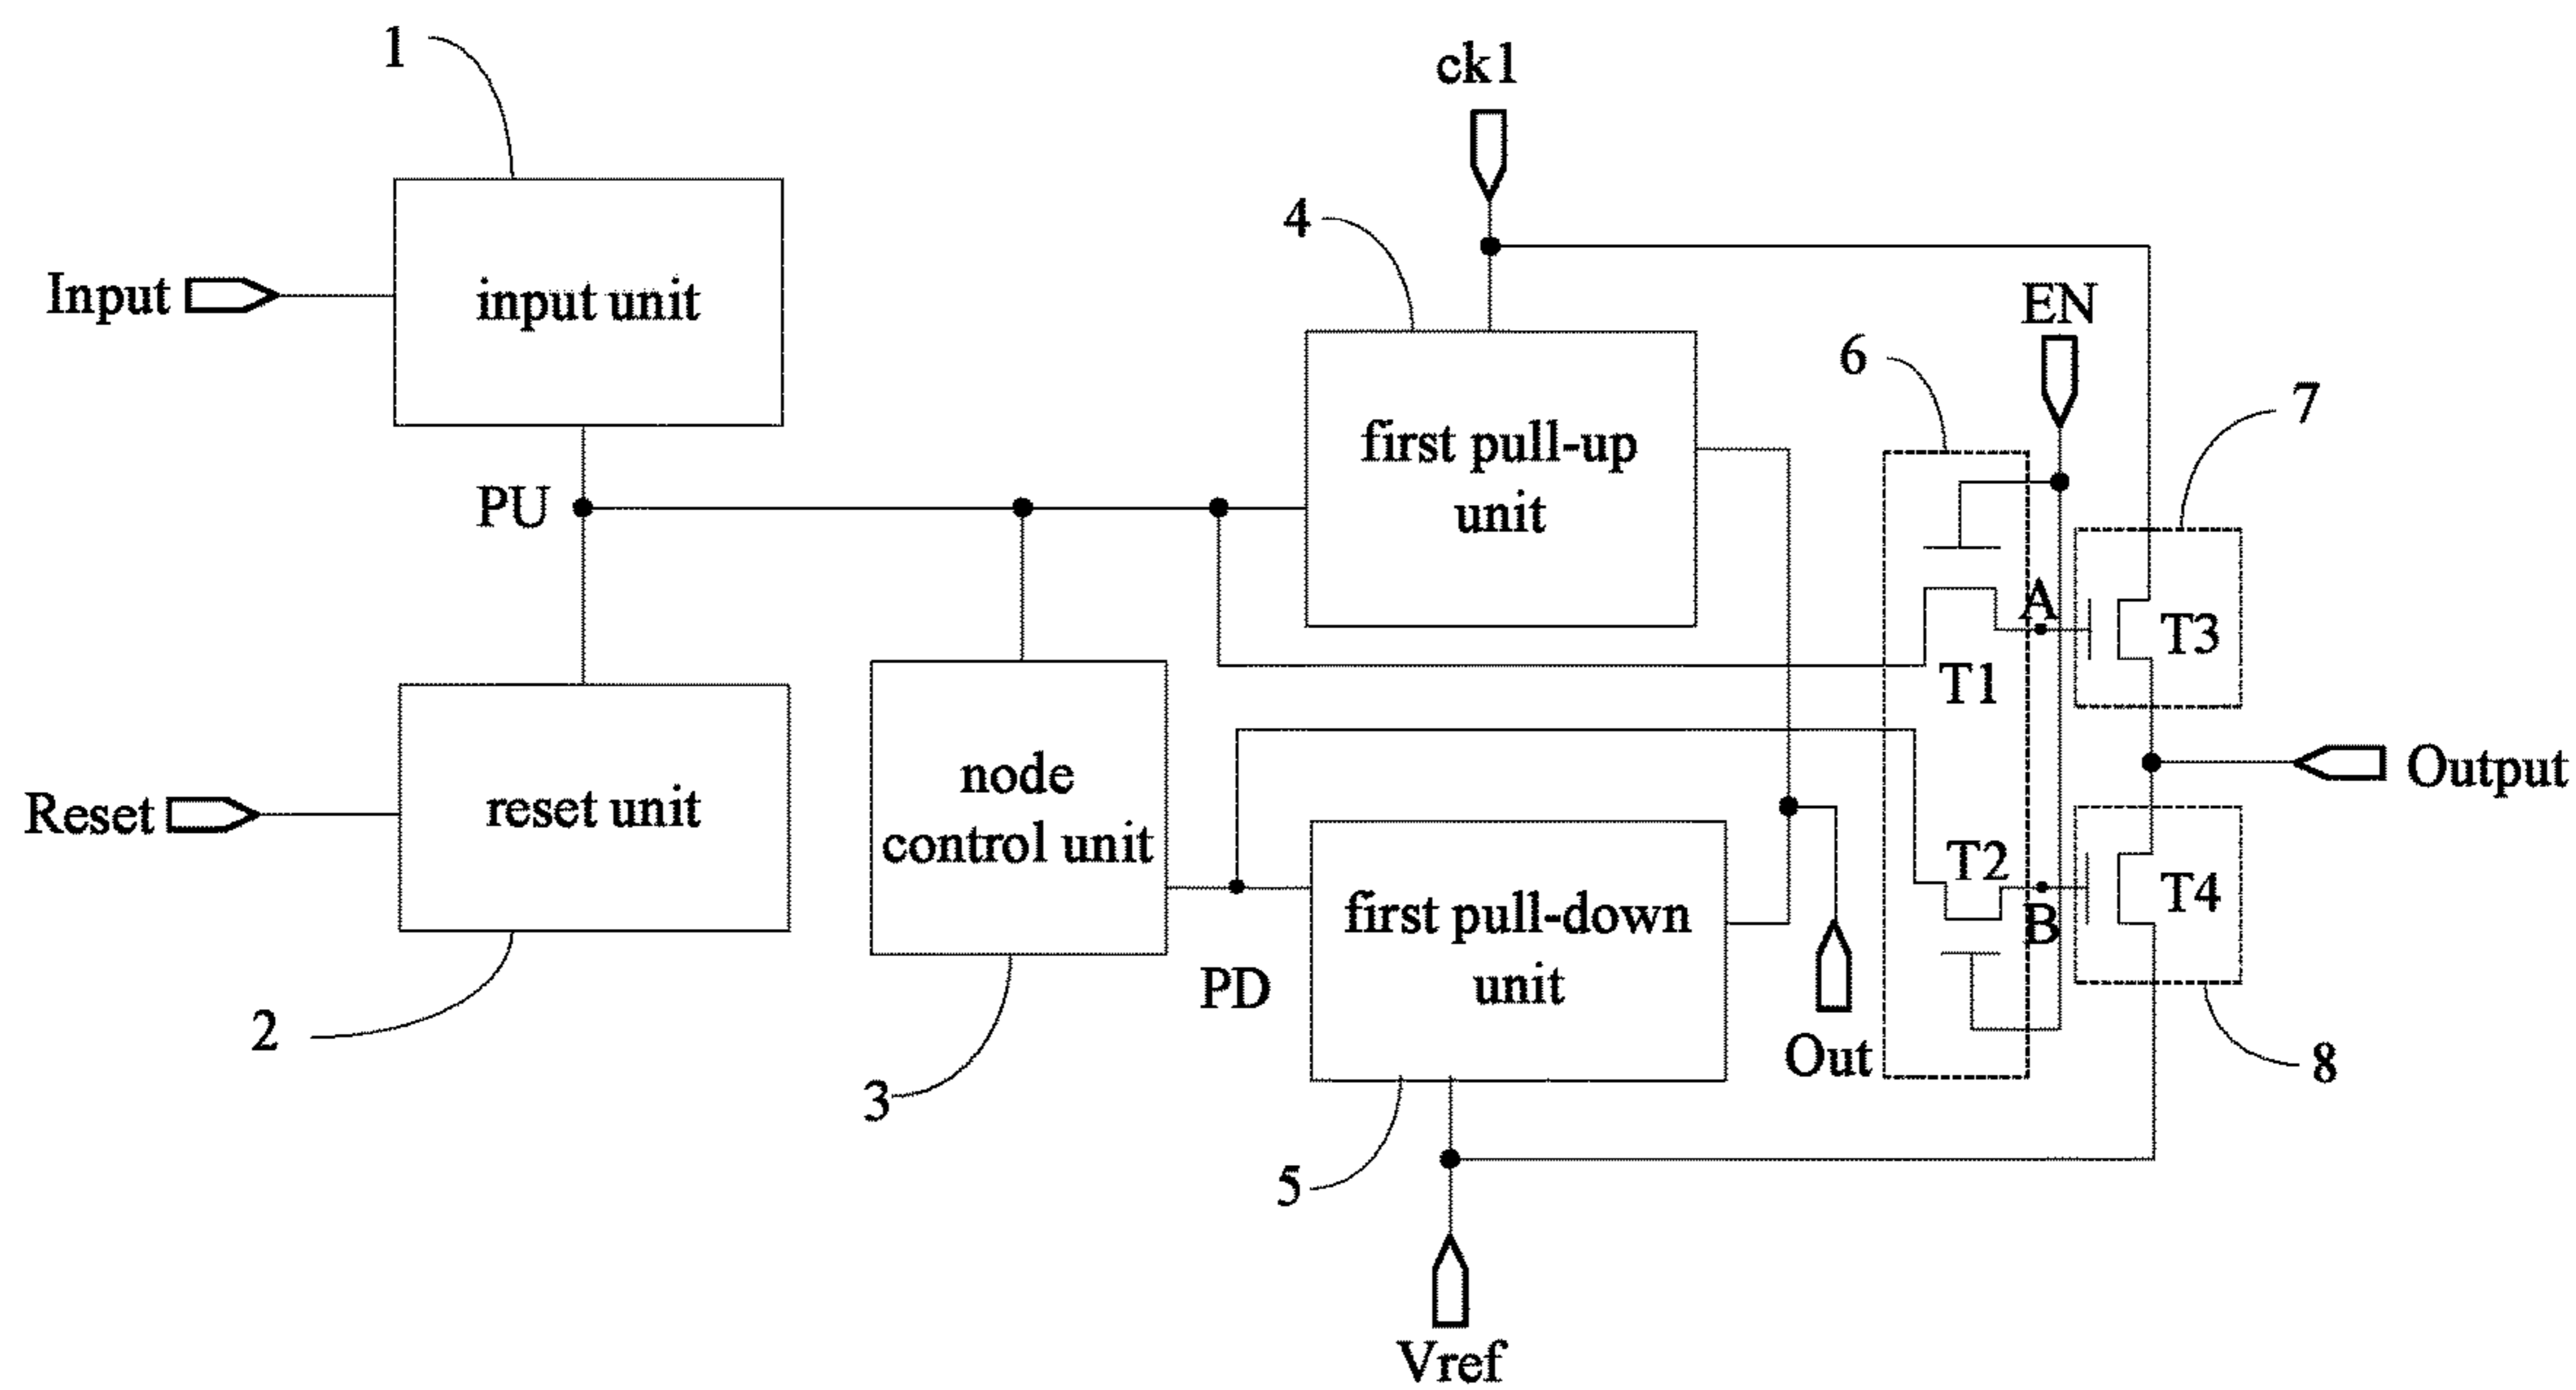 1
ck1
4
Input
input unit
EN
6
7
first pull-up
unit
PU
A
T3
T1
node
control unit
Output
Reset
reset unit
T2
T4
first pull-down
unit
B
PD
2
Out
8
3
5
Vref